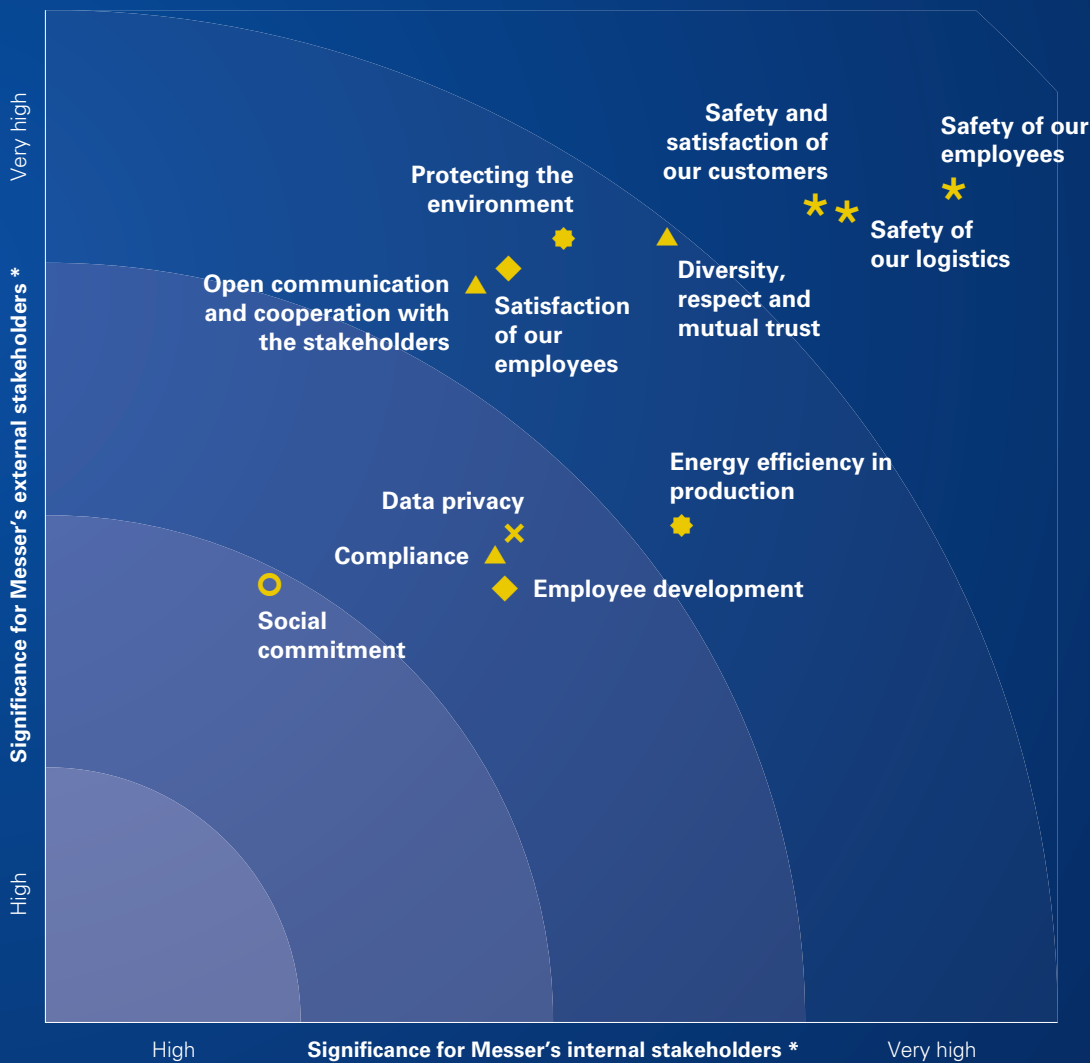 Very high
Significance for Messer’s external stakeholders *
High
Safety and
satisfaction of
our customers
Safety of our
employees
Protecting the
environment
Safety of
our logistics
Diversity,
respect and
mutual trust
Open communication
and cooperation with
the stakeholders
Satisfaction
of our
employees
Energy efficiency in
production
Data privacy
Compliance
Employee development
Social
commitment
High
Significance for Messer’s internal stakeholders *
Very high